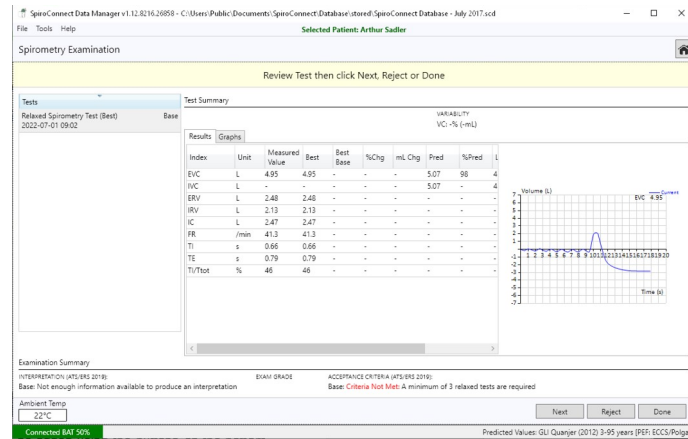 SpiroConnect Data Manager v1.12.8216.26858 - C:\Users\Public\Documents\SpiroConnect\Database\stored\SpiroConnect Database - July 2017.scd
File Tools Help
Selected Patient: Arthur Sadler
Spirometry Examination
Review Test then click Next, Reject or Done
Tests
Relaxed Spirometry Test (Best) Base
2022-07-01 09:02
Test Summary
VARIABILITY
VC: -% (-mL)
Results Graphs
Index Unit Measured Value Best Best Base %Chg mL Chg Pred %Pred L
EVC L 4.95 4.95 - - - 5.07 98 4
IVC L - - - - - 5.07 - 4
ERV L 2.48 2.48 - - - - - -
IRV L 2.13 2.13 - - - - - -
IC L 2.47 2.47 - - - - - -
FR /min 41.3 41.3 - - - - - -
TI s 0.66 0.66 - - - - - -
TE s 0.79 0.79 - - - - - -
TI/Ttot % 46 46 - - - - - -
Volume (L)
Current
EVC 4.95
7
6
5
4
3
2
1
1 2 3 4 5 6 7 8 9 10 11 12 13 14 15 16 17 18 19 20
-1
-2
-3
-4
-5
-6
-7
Time (s)
Examination Summary
INTERPRETATION (ATS/ERS 2019): EXAM GRADE ACCEPTANCE CRITERIA (ATS/ERS 2019):
Base: Not enough information available to produce an interpretation Base: Criteria Not Met: A minimum of 3 relaxed tests are required
Ambient Temp
22°C
Next Reject Done
Connected BAT 50%
Predicted Values: GLI Quanjer (2012) 3-95 years [PEF: ECCS/Polga